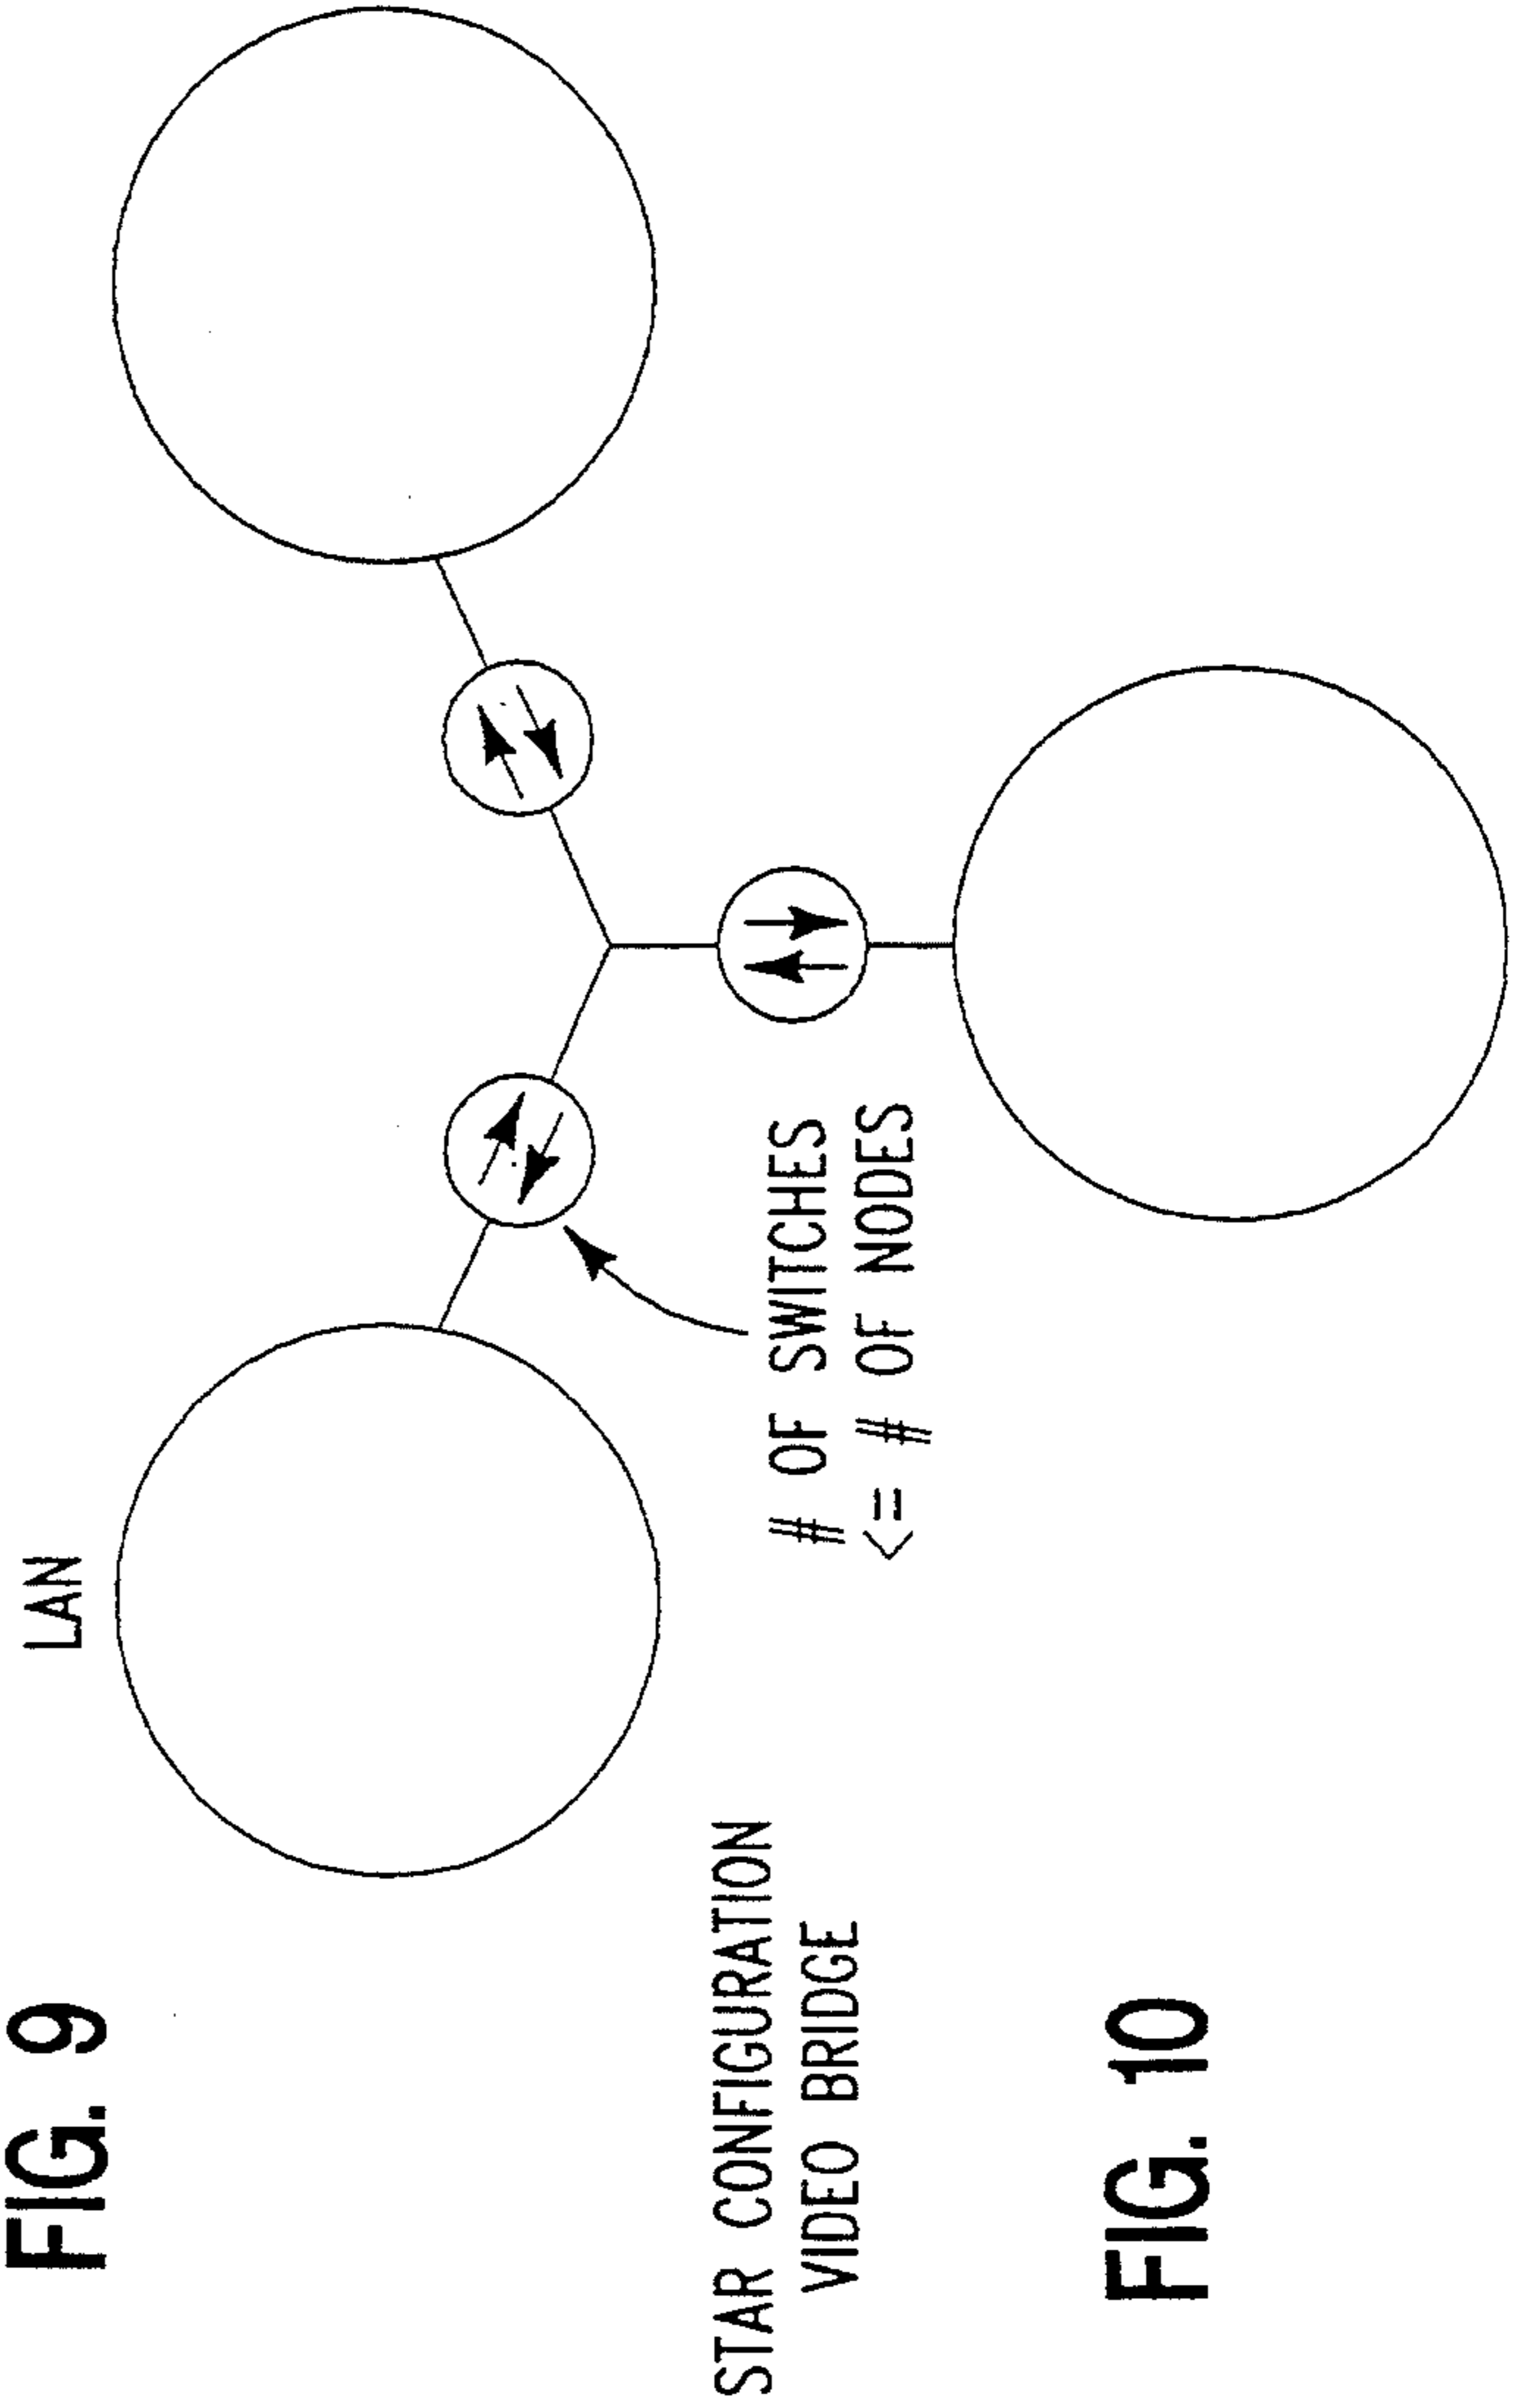 FIG. 9
LAN
# OF SWITCHES
<= # OF NODES
STAR CONFIGURATION
VIDEO BRIDGE
FIG. 10